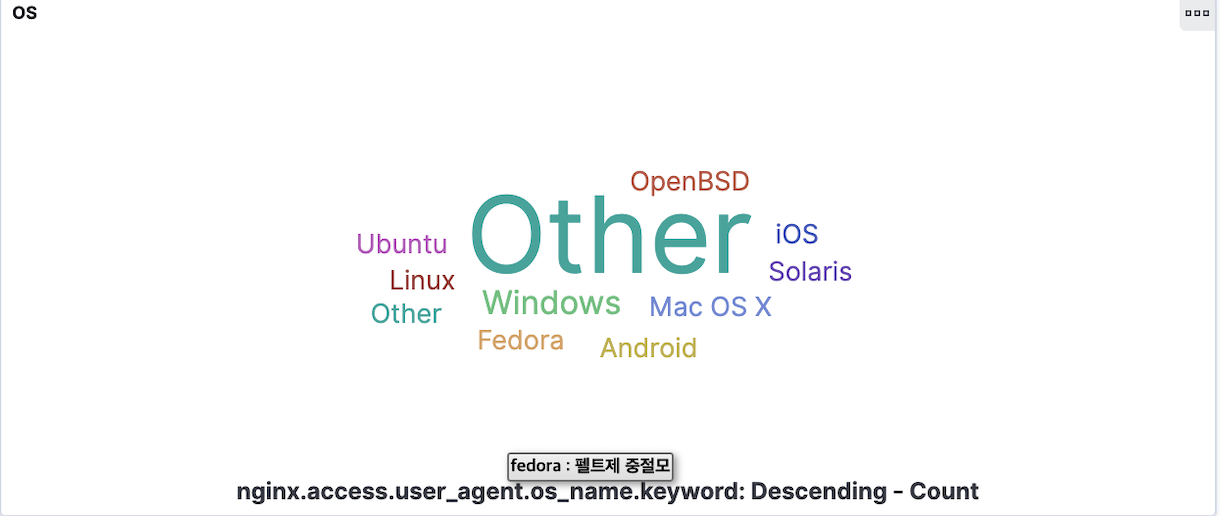 OS
OpenBSD
Other
iOS
Ubuntu
Solaris
Linux
Windows
Mac OS X
Other
Fedora
Android
fedora : 펠트제 중절모
nginx.access.user_agent.os_name.keyword: Descending - Count